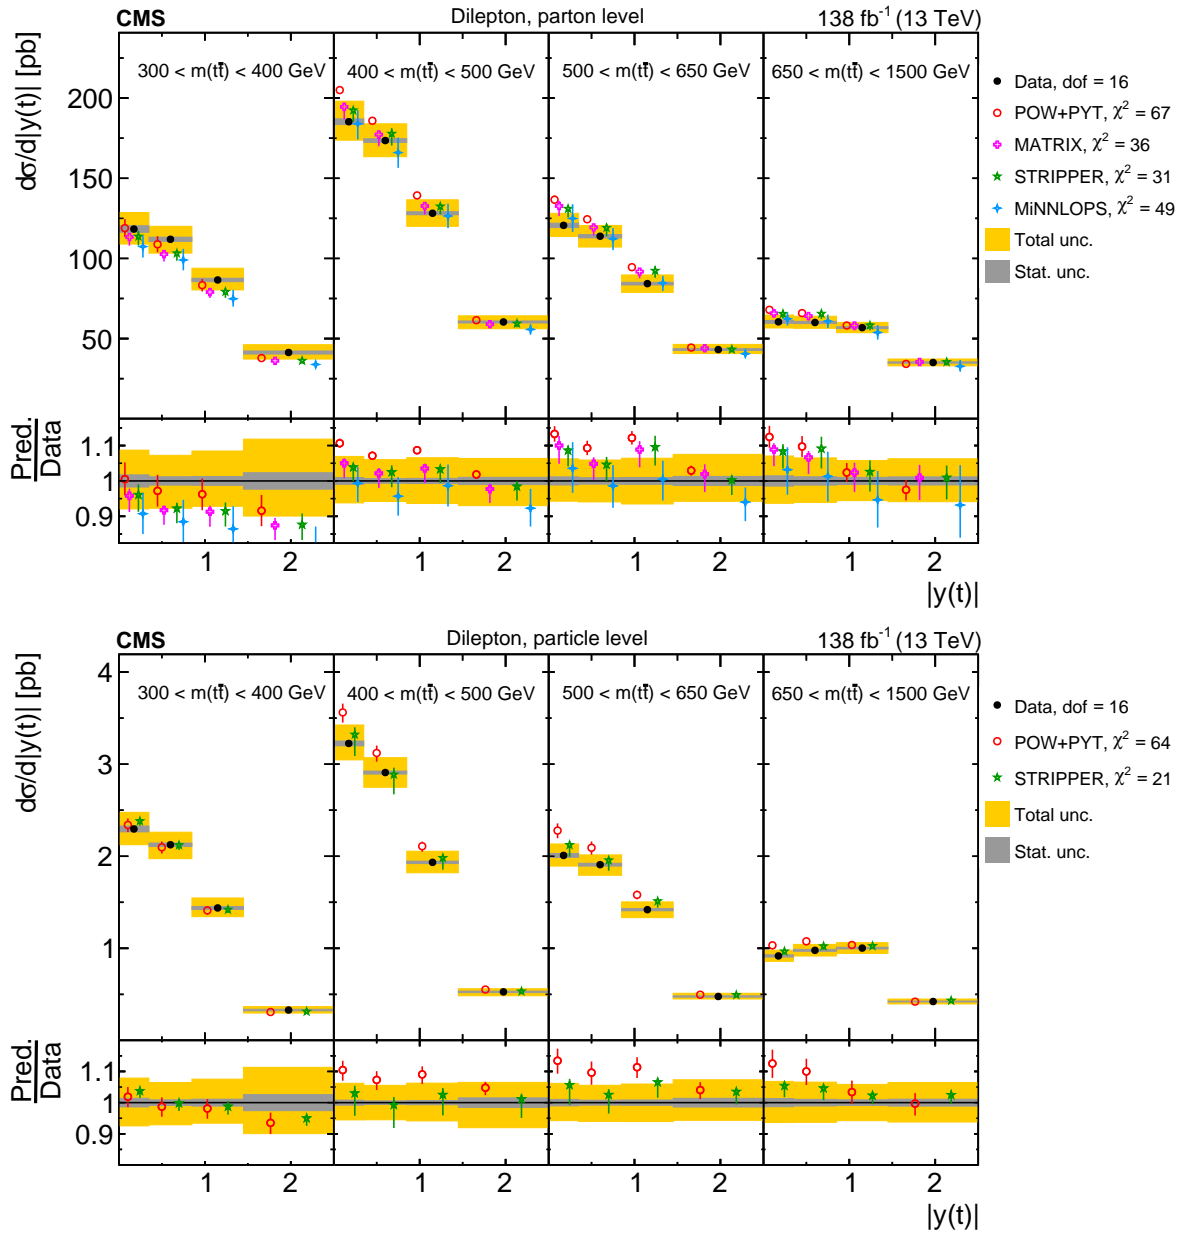 CMS Dilepton, parton level 138 fb⁻¹ (13 TeV)
dσ/d|y(t)| [pb]
300 < m(tt̄) < 400 GeV
400 < m(tt̄) < 500 GeV
500 < m(tt̄) < 650 GeV
650 < m(tt̄) < 1500 GeV
200
150
100
50
Data, dof = 16
POW+PYT, χ² = 67
MATRIX, χ² = 36
STRIPPER, χ² = 31
MiNNLOPS, χ² = 49
Total unc.
Stat. unc.
Pred.
Data
1.1
1
0.9
1 2 1 2 1 2 1 2
|y(t)|
CMS Dilepton, particle level 138 fb⁻¹ (13 TeV)
dσ/d|y(t)| [pb]
300 < m(tt̄) < 400 GeV
400 < m(tt̄) < 500 GeV
500 < m(tt̄) < 650 GeV
650 < m(tt̄) < 1500 GeV
4
3
2
1
Data, dof = 16
POW+PYT, χ² = 64
STRIPPER, χ² = 21
Total unc.
Stat. unc.
Pred.
Data
1.1
1
0.9
1 2 1 2 1 2 1 2
|y(t)|